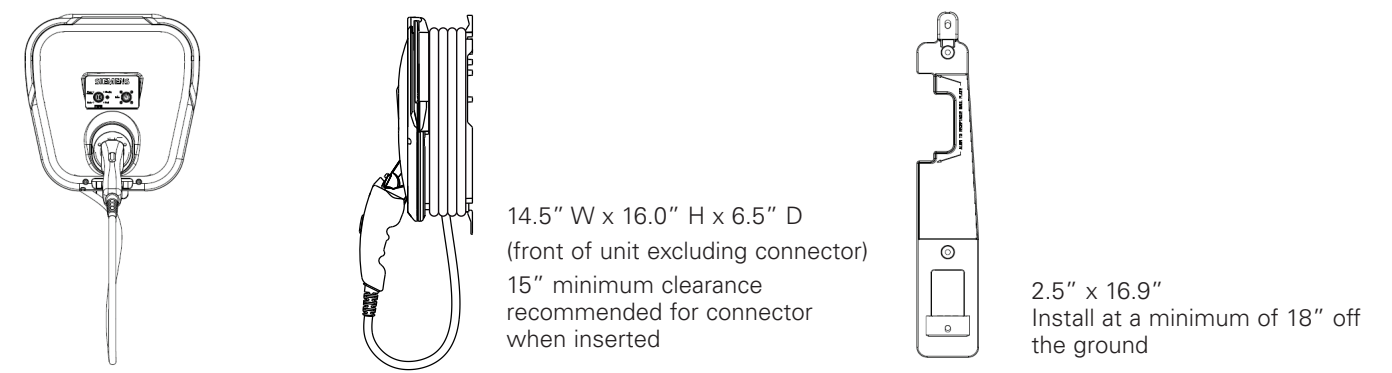 SIEMENS
14.5” W x 16.0” H x 6.5” D
(front of unit excluding connector)
15” minimum clearance
recommended for connector
when inserted
2.5” x 16.9”
Install at a minimum of 18” off
the ground